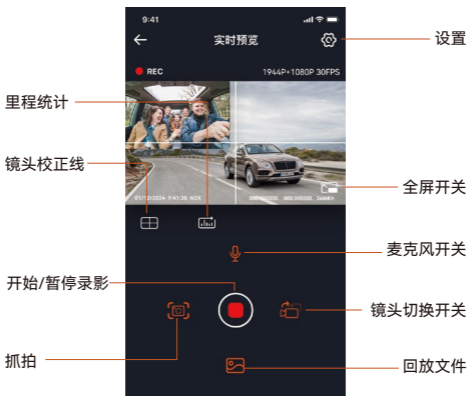 9:41
实时预览
设置
REC
1944P+1080P 30FPS
里程统计
镜头校正线
全屏开关
麦克风开关
开始/暂停录影
镜头切换开关
抓拍
回放文件